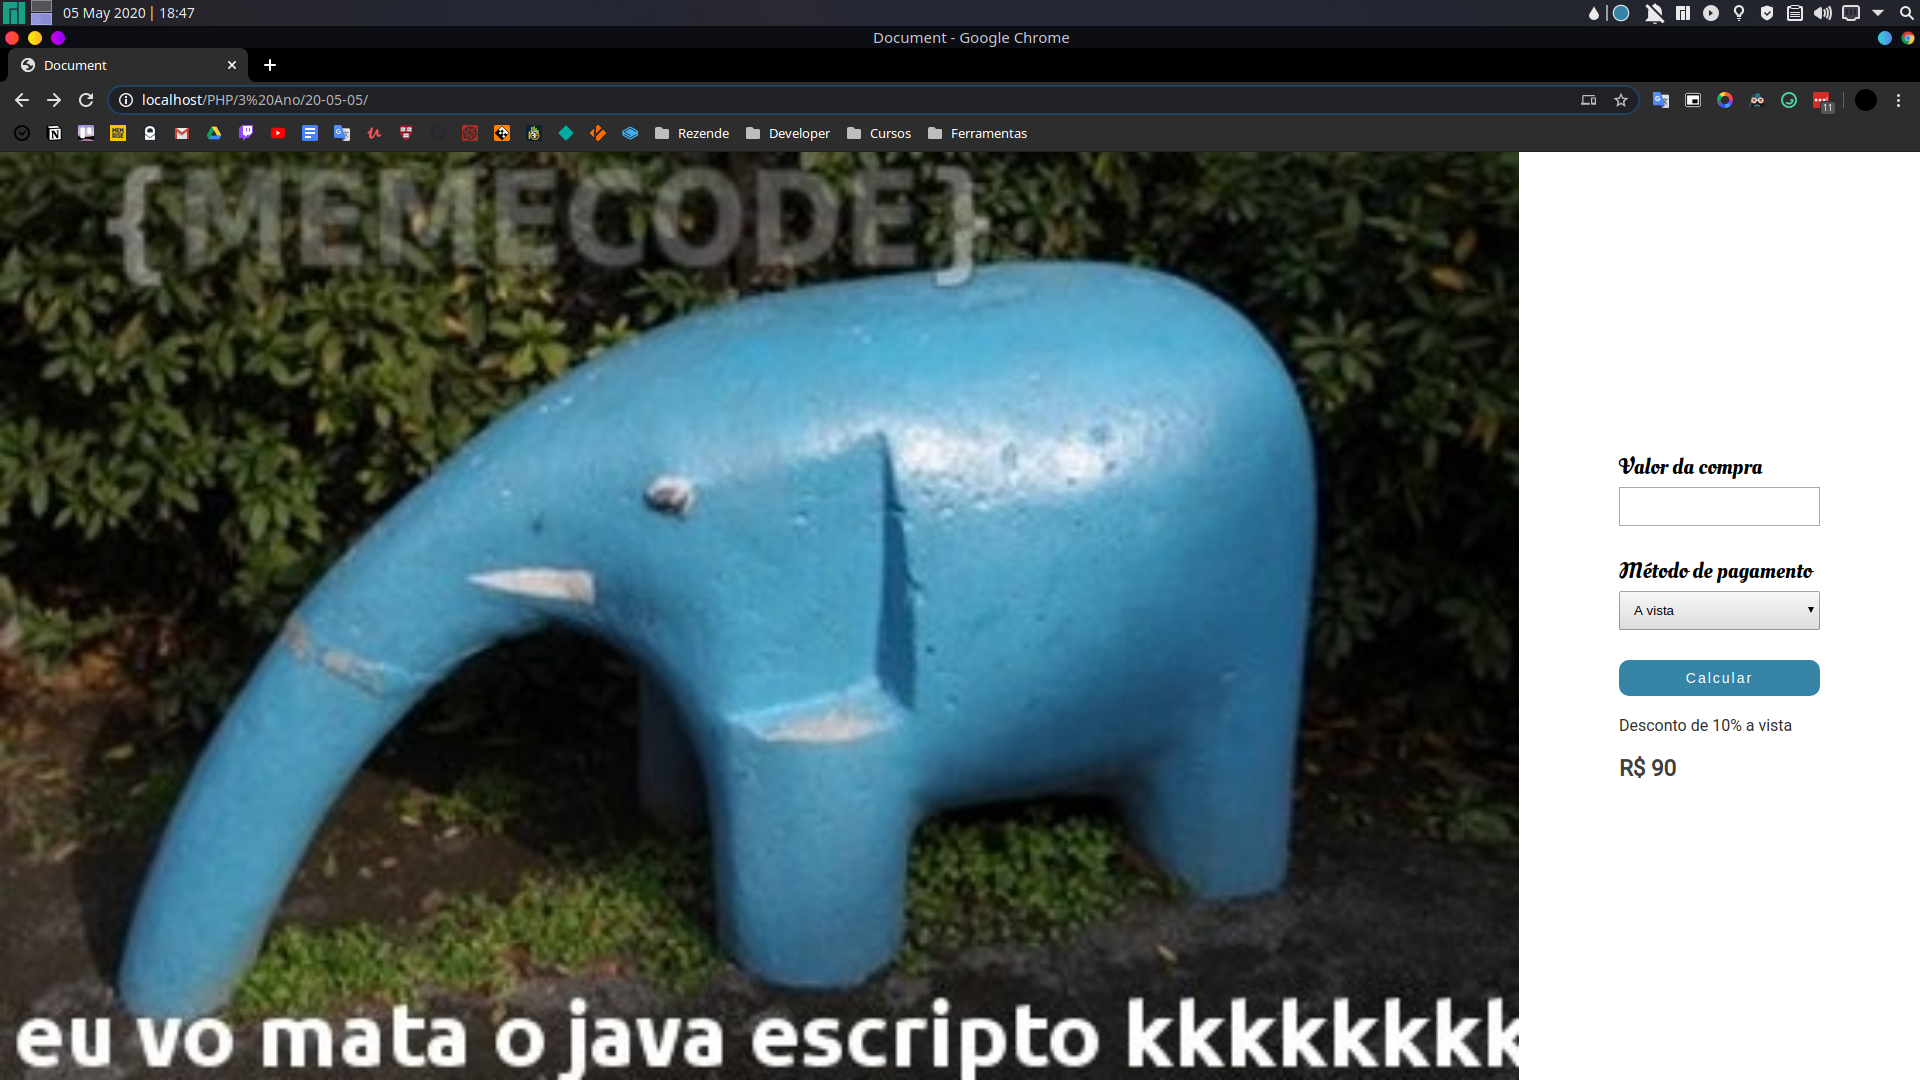 05 May 2020 | 18:47
Document - Google Chrome
Document
localhost/PHP/3%20Ano/20-05-05/
11
Rezende
Developer
Cursos
Ferramentas
{MEMECODE}
eu vo mata o java escripto kkkkkkkk
Valor da compra
Método de pagamento
A vista
Calcular
Desconto de 10% a vista
R$ 90